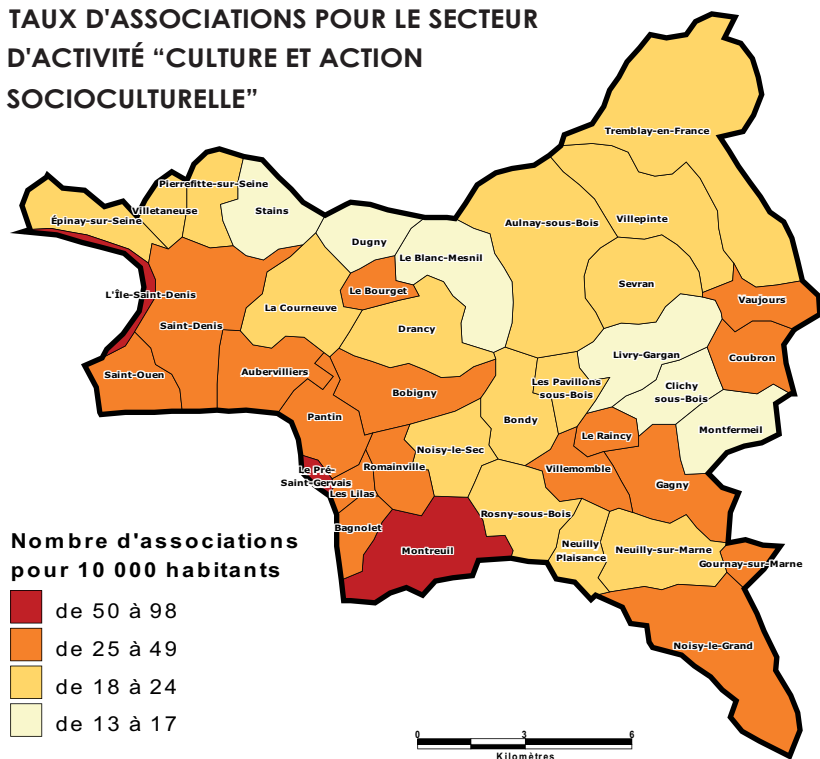 TAUX D'ASSOCIATIONS POUR LE SECTEUR
D'ACTIVITÉ “CULTURE ET ACTION
SOCIOCULTURELLE”
Tremblay-en-France
Pierrefitte-sur-Seine
Villetaneuse
Stains
Épinay-sur-Seine
Aulnay-sous-Bois
Villepinte
Dugny
Le Blanc-Mesnil
Sevran
L'Île-Saint-Denis
Le Bourget
Vaujours
La Courneuve
Saint-Denis
Drancy
Livry-Gargan
Coubron
Saint-Ouen
Aubervilliers
Les Pavillons
sous-Bois
Clichy
sous-Bois
Bobigny
Pantin
Bondy
Montfermeil
Le Raincy
Noisy-le-Sec
Le Pré-
Saint-Gervais
Romainville
Villemomble
Gagny
Les Lilas
Rosny-sous-Bois
Bagnolet
Montreuil
Neuilly
Plaisance
Neuilly-sur-Marne
Gournay-sur-Marne
Noisy-le-Grand
Nombre d'associations
pour 10 000 habitants
de 50 à 98
de 25 à 49
de 18 à 24
de 13 à 17
0 3 6
Kilomètres